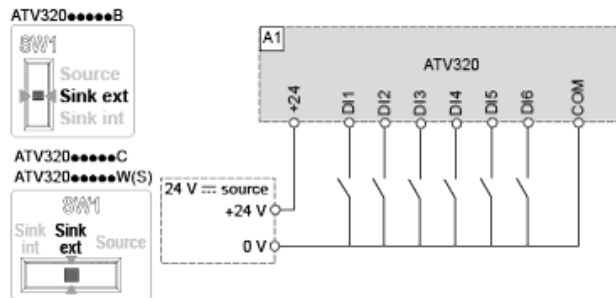 ATV320●●●●●B
SW1
Source
Sink ext
Sink int
ATV320●●●●●C
ATV320●●●●●W(S)
SW1
Sink int
Sink ext
Source
A1
ATV320
+24
DI1
DI2
DI3
DI4
DI5
DI6
COM
24 V ⎓ source
+24 V
0 V